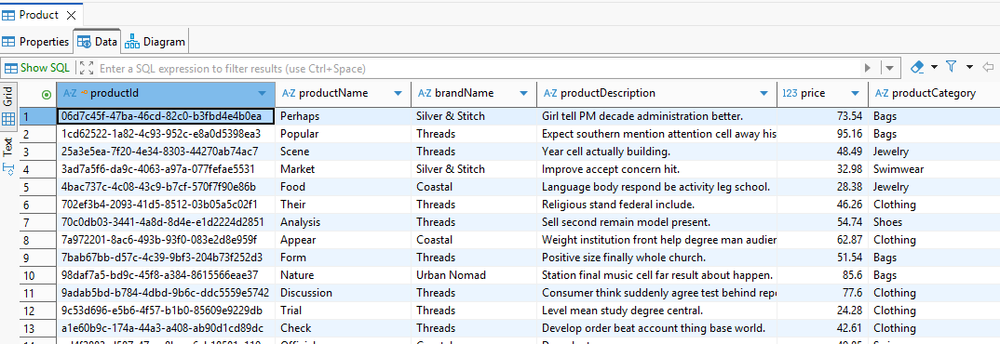 Product
Properties Data Diagram
Show SQL Enter a SQL expression to filter results (use Ctrl+Space)
Grid
Text
A-Z productId A-Z productName A-Z brandName A-Z productDescription 123 price A-Z productCategory
1 06d7c45f-47ba-46cd-82c0-b3fbd4e4b0ea Perhaps Silver & Stitch Girl tell PM decade administration better. 73.54 Bags
2 1cd62522-1a82-4c93-952c-e8a0d5398ea3 Popular Threads Expect southern mention attention cell away his 95.16 Bags
3 25a3e5ea-7f20-4e34-8303-44270ab74ac7 Scene Threads Year cell actually building. 48.49 Jewelry
4 3ad7a5f6-da9c-4063-a97a-077fefae5531 Market Silver & Stitch Improve accept concern hit. 32.98 Swimwear
5 4bac737c-4c08-43c9-b7cf-570f7f90e86b Food Coastal Language body respond be activity leg school. 28.38 Jewelry
6 702ef3b4-2093-41d5-8512-03b05a5c02f1 Their Threads Religious stand federal include. 46.26 Clothing
7 70c0db03-3441-4a8d-8d4e-e1d2224d2851 Analysis Threads Sell second remain model present. 54.74 Shoes
8 7a972201-8ac6-493b-93f0-083e2d8e959f Appear Coastal Weight institution front help degree man audien 62.87 Clothing
9 7bab67bb-d57c-4c39-9bf3-204b73f252d3 Form Threads Positive size finally whole church. 51.54 Bags
10 98daf7a5-bd9c-45f8-a384-8615566eae37 Nature Urban Nomad Station final music cell far result about happen. 85.6 Bags
11 9adab5bd-b784-4dbd-9b6c-ddc5559e5742 Discussion Threads Consumer think suddenly agree test behind repo 77.6 Clothing
12 9c53d696-e5b6-4f57-b1b0-85609e9229db Trial Threads Level mean study degree central. 24.28 Clothing
13 a1e60b9c-174a-44a3-a408-ab90d1cd89dc Check Threads Develop order beat account thing base world. 42.61 Clothing